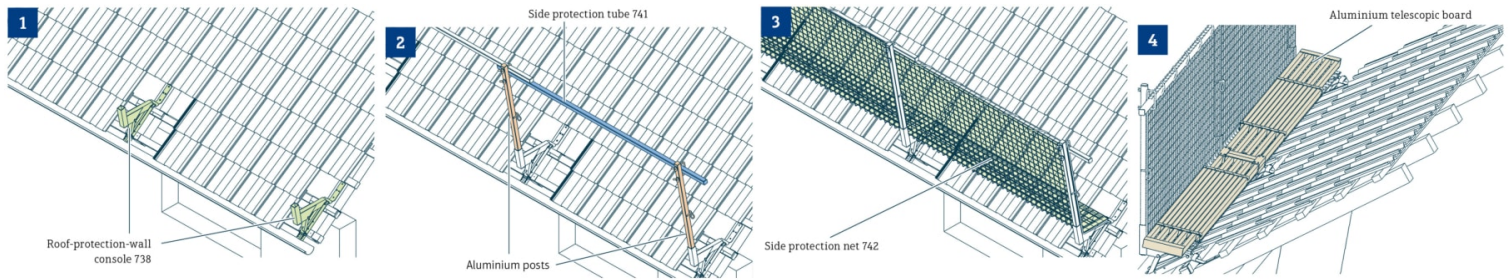 1
Roof-protection-wall
console 738
2
Side protection tube 741
Aluminium posts
3
Side protection net 742
4
Aluminium telescopic board